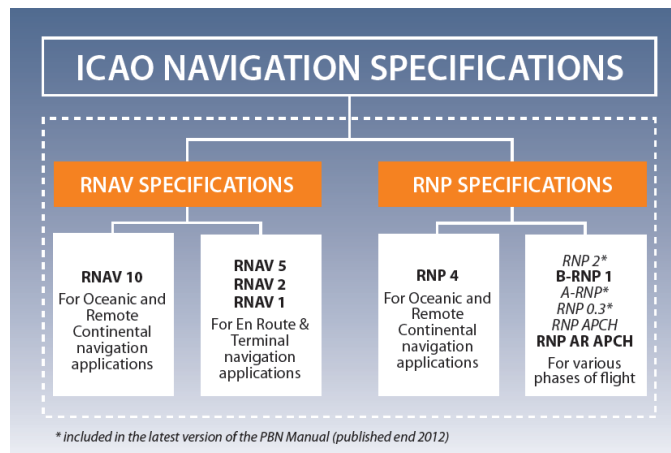 ICAO NAVIGATION SPECIFICATIONS
RNAV SPECIFICATIONS
RNAV 10
For Oceanic and
Remote
Continental
navigation
applications
RNAV 5
RNAV 2
RNAV 1
For En Route &
Terminal
navigation
applications
RNP SPECIFICATIONS
RNP 4
For Oceanic and
Remote
Continental
navigation
applications
RNP 2*
B-RNP 1
A-RNP*
RNP 0.3*
RNP APCH
RNP AR APCH
For various
phases of flight
* included in the latest version of the PBN Manual (published end 2012)